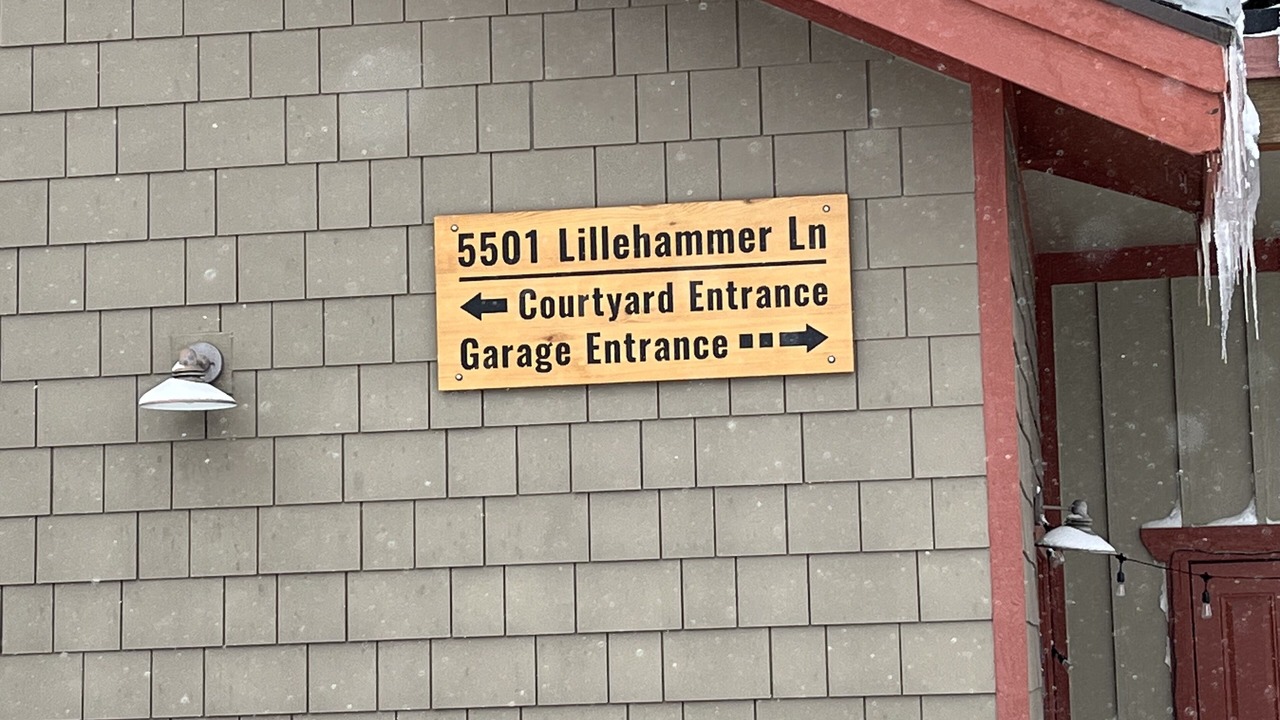 5501 Lillehammer Ln
← Courtyard Entrance
Garage Entrance ▪▪➡